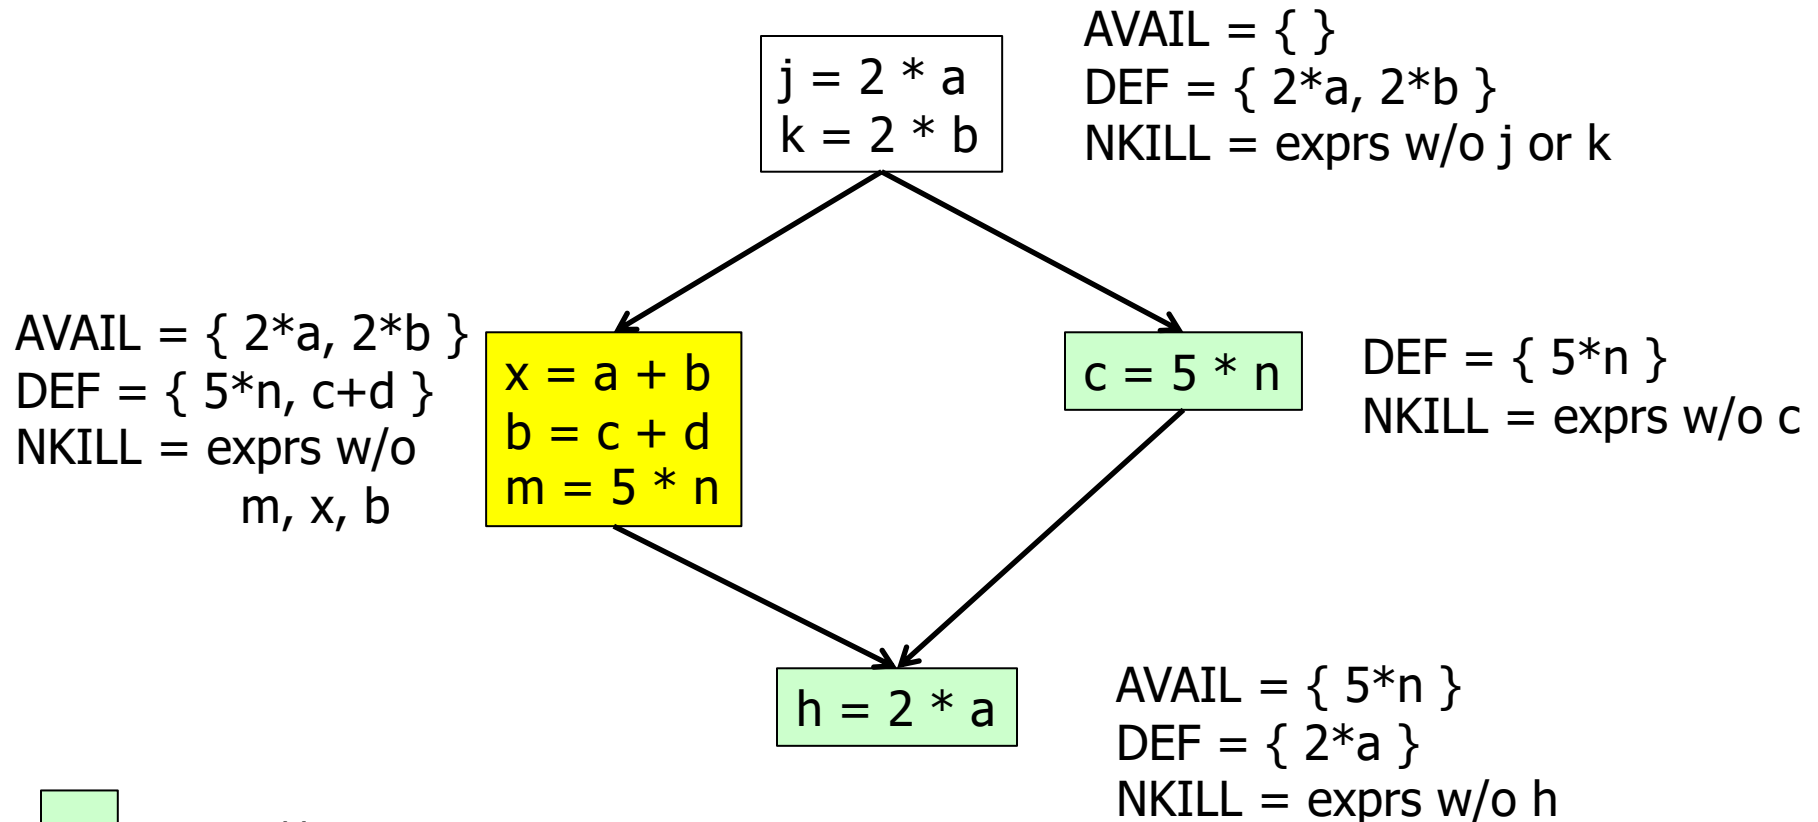 AVAIL = { }
DEF = { 2*a, 2*b }
NKILL = exprs w/o j or k
j = 2 * a
k = 2 * b
AVAIL = { 2*a, 2*b }
DEF = { 5*n, c+d }
NKILL = exprs w/o
m, x, b
x = a + b
b = c + d
m = 5 * n
c = 5 * n
DEF = { 5*n }
NKILL = exprs w/o c
h = 2 * a
AVAIL = { 5*n }
DEF = { 2*a }
NKILL = exprs w/o h